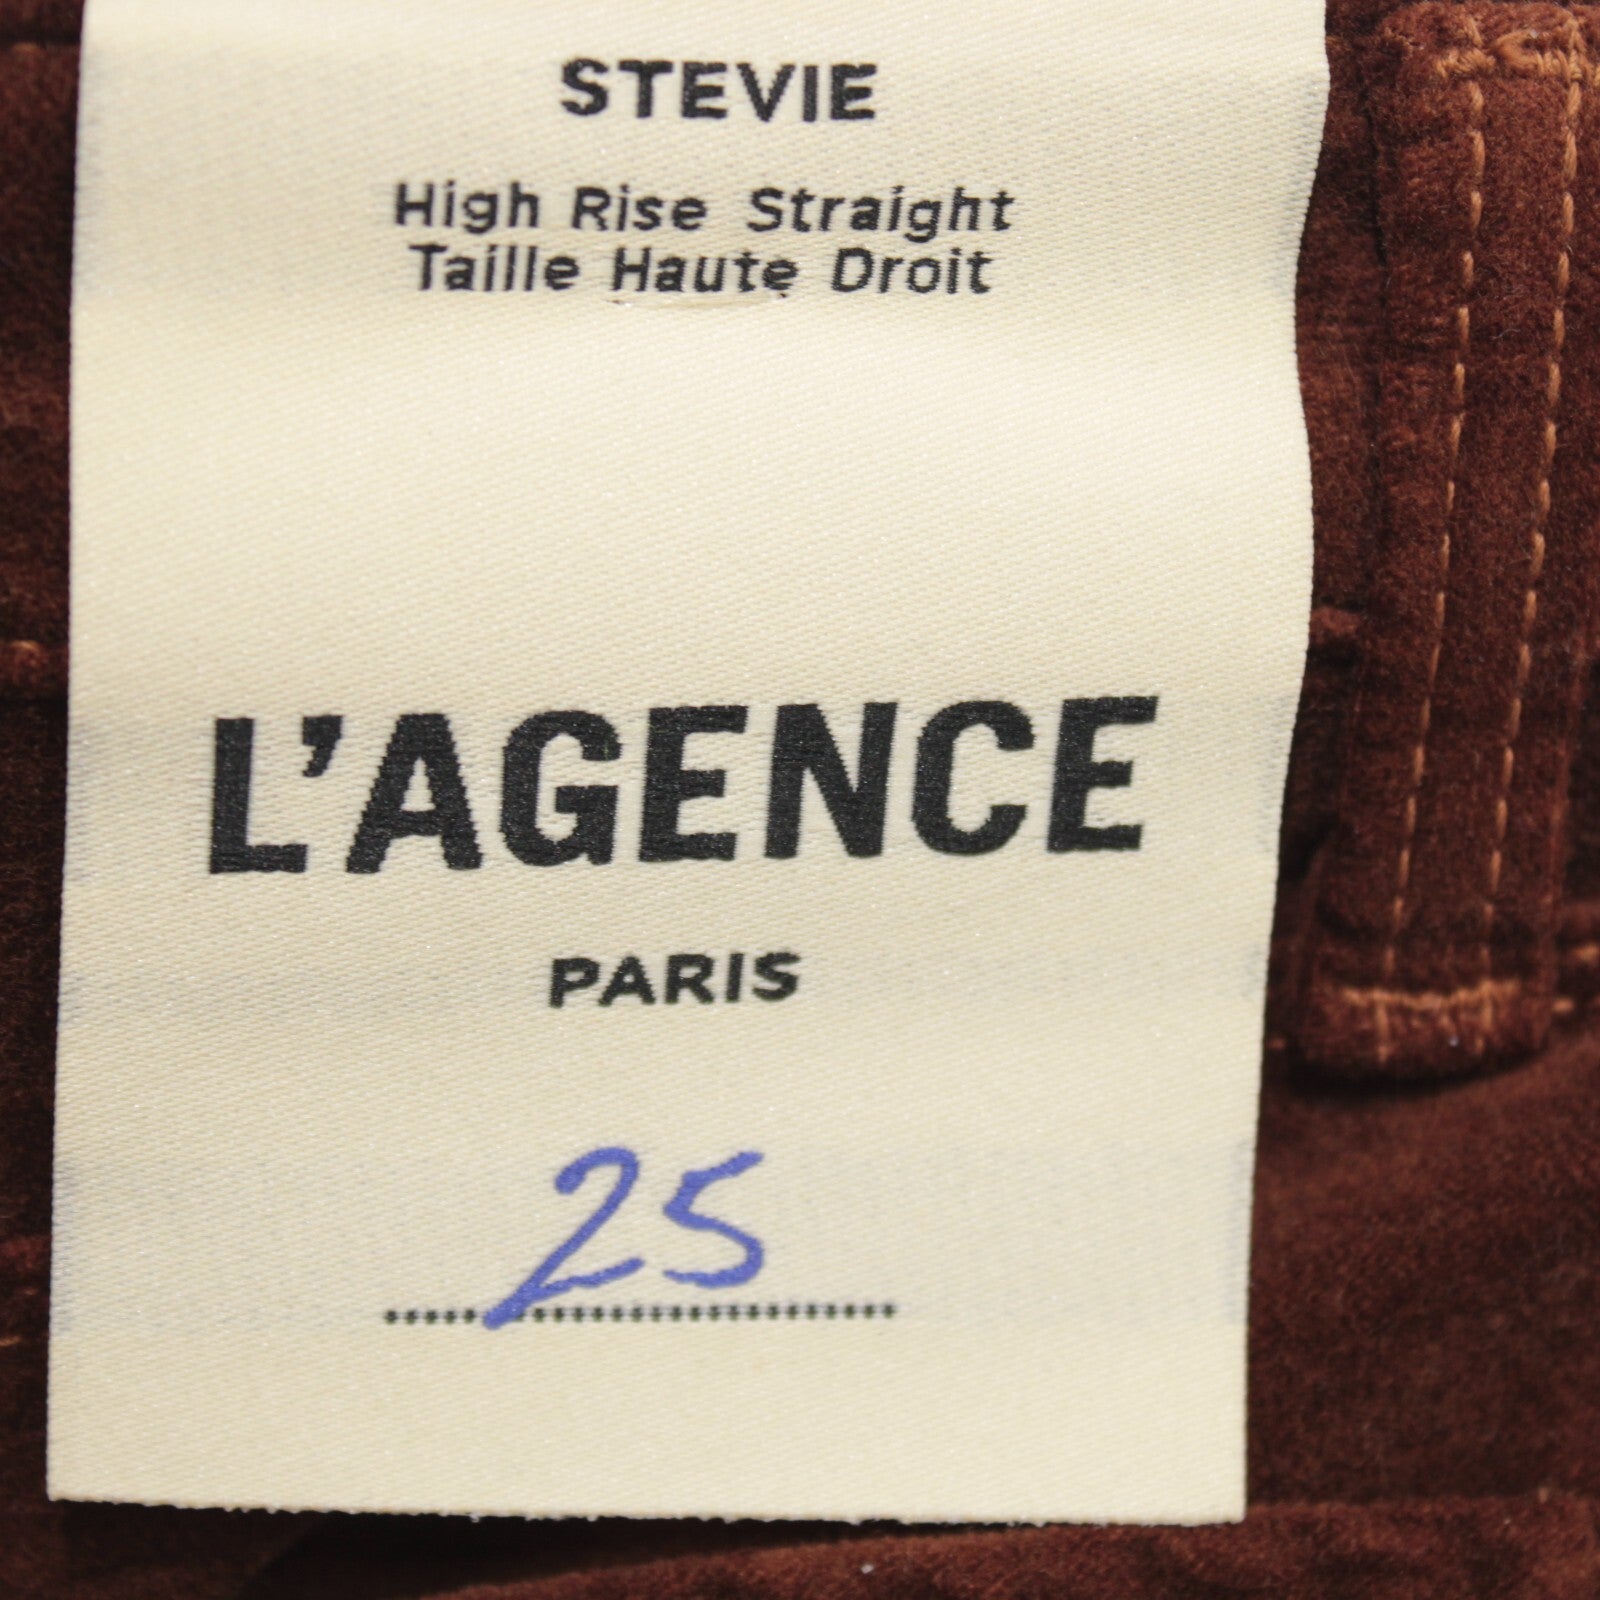 STEVIE
High Rise Straight
Taille Haute Droit
L'AGENCE
PARIS
25